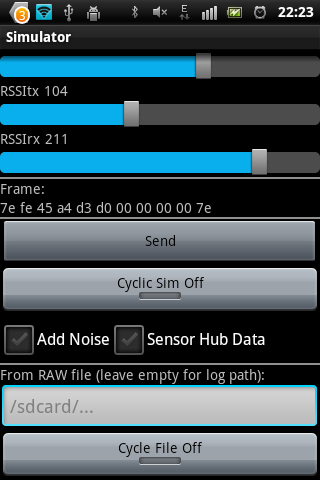 3
E
22:23
Simulator
RSSItx 104
RSSIrx 211
Frame:
7e fe 45 a4 d3 d0 00 00 00 00 7e
Send
Cyclic Sim Off
Add Noise
Sensor Hub Data
From RAW file (leave empty for log path):
/sdcard/...
Cycle File Off